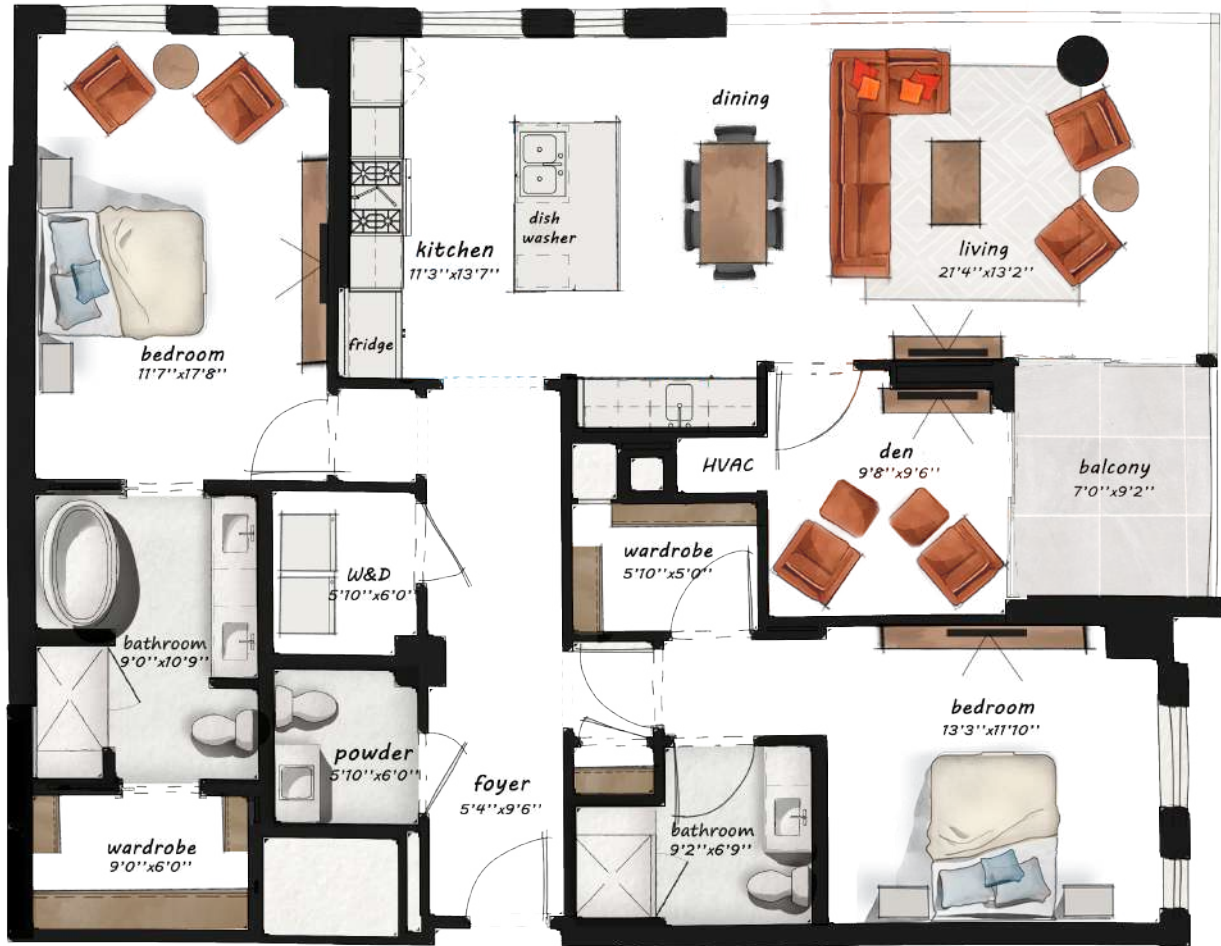 dining
dish
washer
kitchen
11'3''x13'7''
living
21'4''x13'2''
fridge
bedroom
11'7''x17'8''
HVAC
den
9'8''x9'6''
balcony
7'0''x9'2''
wardrobe
5'10''x5'0''
W&D
5'10''x6'0''
bathroom
9'0''x10'9''
bedroom
13'3''x11'10''
powder
5'10''x6'0''
foyer
5'4''x9'6''
bathroom
9'2''x6'9''
wardrobe
9'0''x6'0''